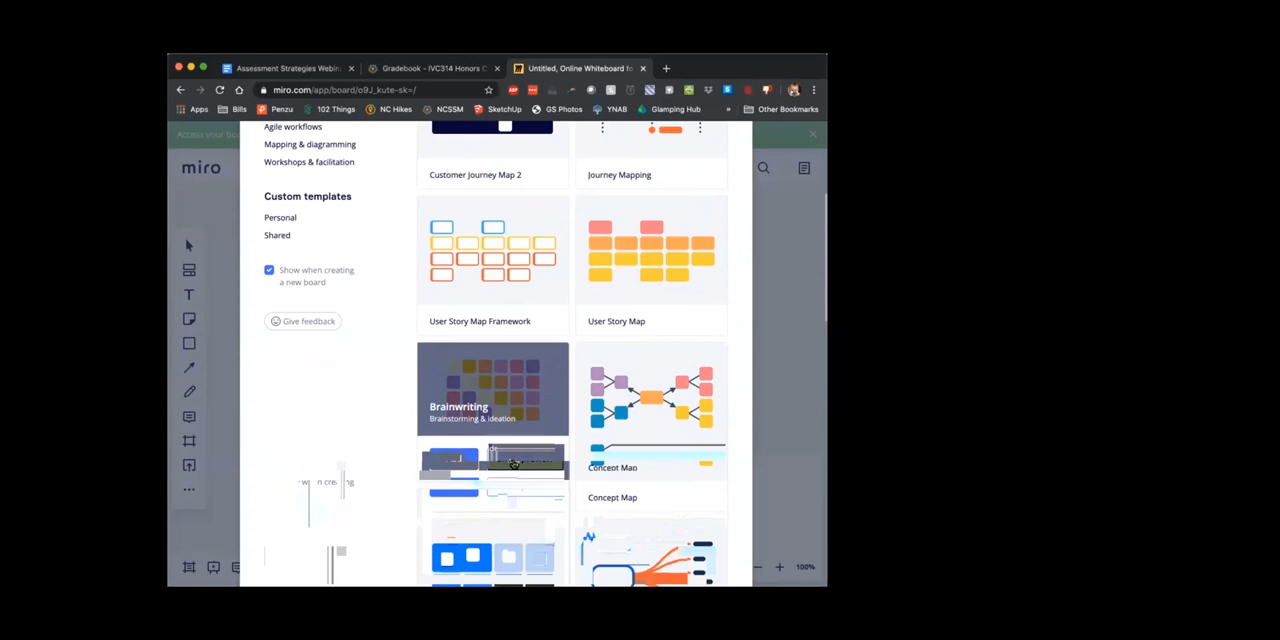 Assessment Strategies Webin
Gradebook - IVC314 Honors C
Untitled, Online Whiteboard fo
miro.com/app/board/o9J_kute-sk=/
Apps
Bills
Penzu
102 Things
NC Hikes
NCSSM
SketchUp
GS Photos
YNAB
Glamping Hub
»
Other Bookmarks
Access your boa
miro
Agile workflows
Mapping & diagramming
Workshops & facilitation
Custom templates
Personal
Shared
Show when creating
a new board
Give feedback
Customer Journey Map 2
Journey Mapping
User Story Map Framework
User Story Map
Brainwriting
Brainstorming & ideation
Concept Map
Concept Map
100%